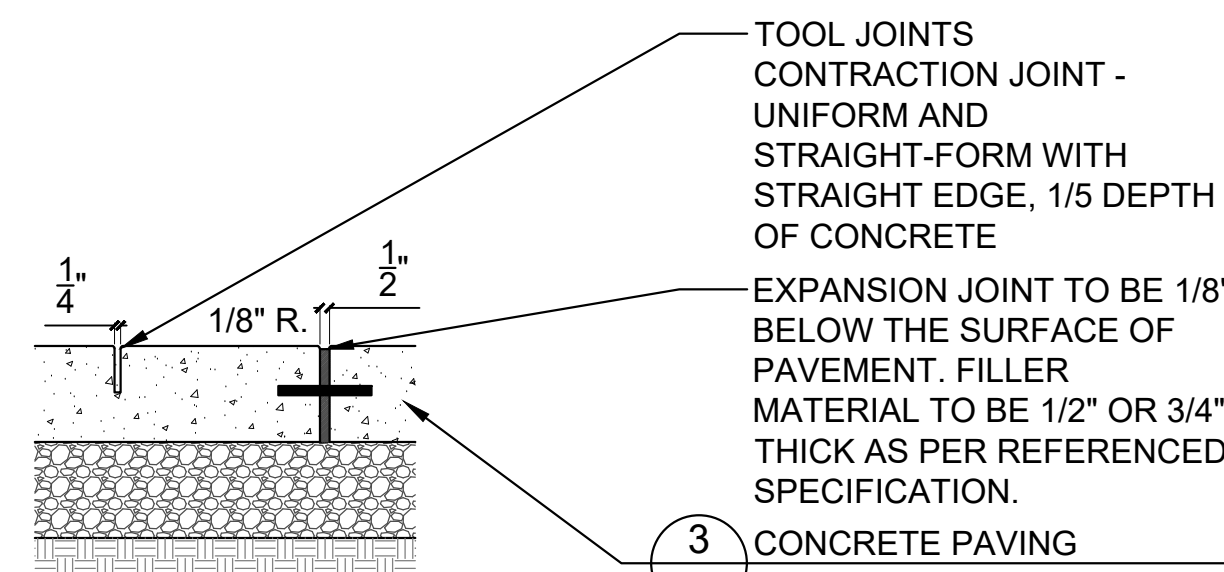 TOOL JOINTS
CONTRACTION JOINT -
UNIFORM AND
STRAIGHT-FORM WITH
STRAIGHT EDGE, 1/5 DEPTH
OF CONCRETE
1/4"
1/2"
1/8" R.
EXPANSION JOINT TO BE 1/8"
BELOW THE SURFACE OF
PAVEMENT. FILLER
MATERIAL TO BE 1/2" OR 3/4"
THICK AS PER REFERENCED
SPECIFICATION.
3 CONCRETE PAVING